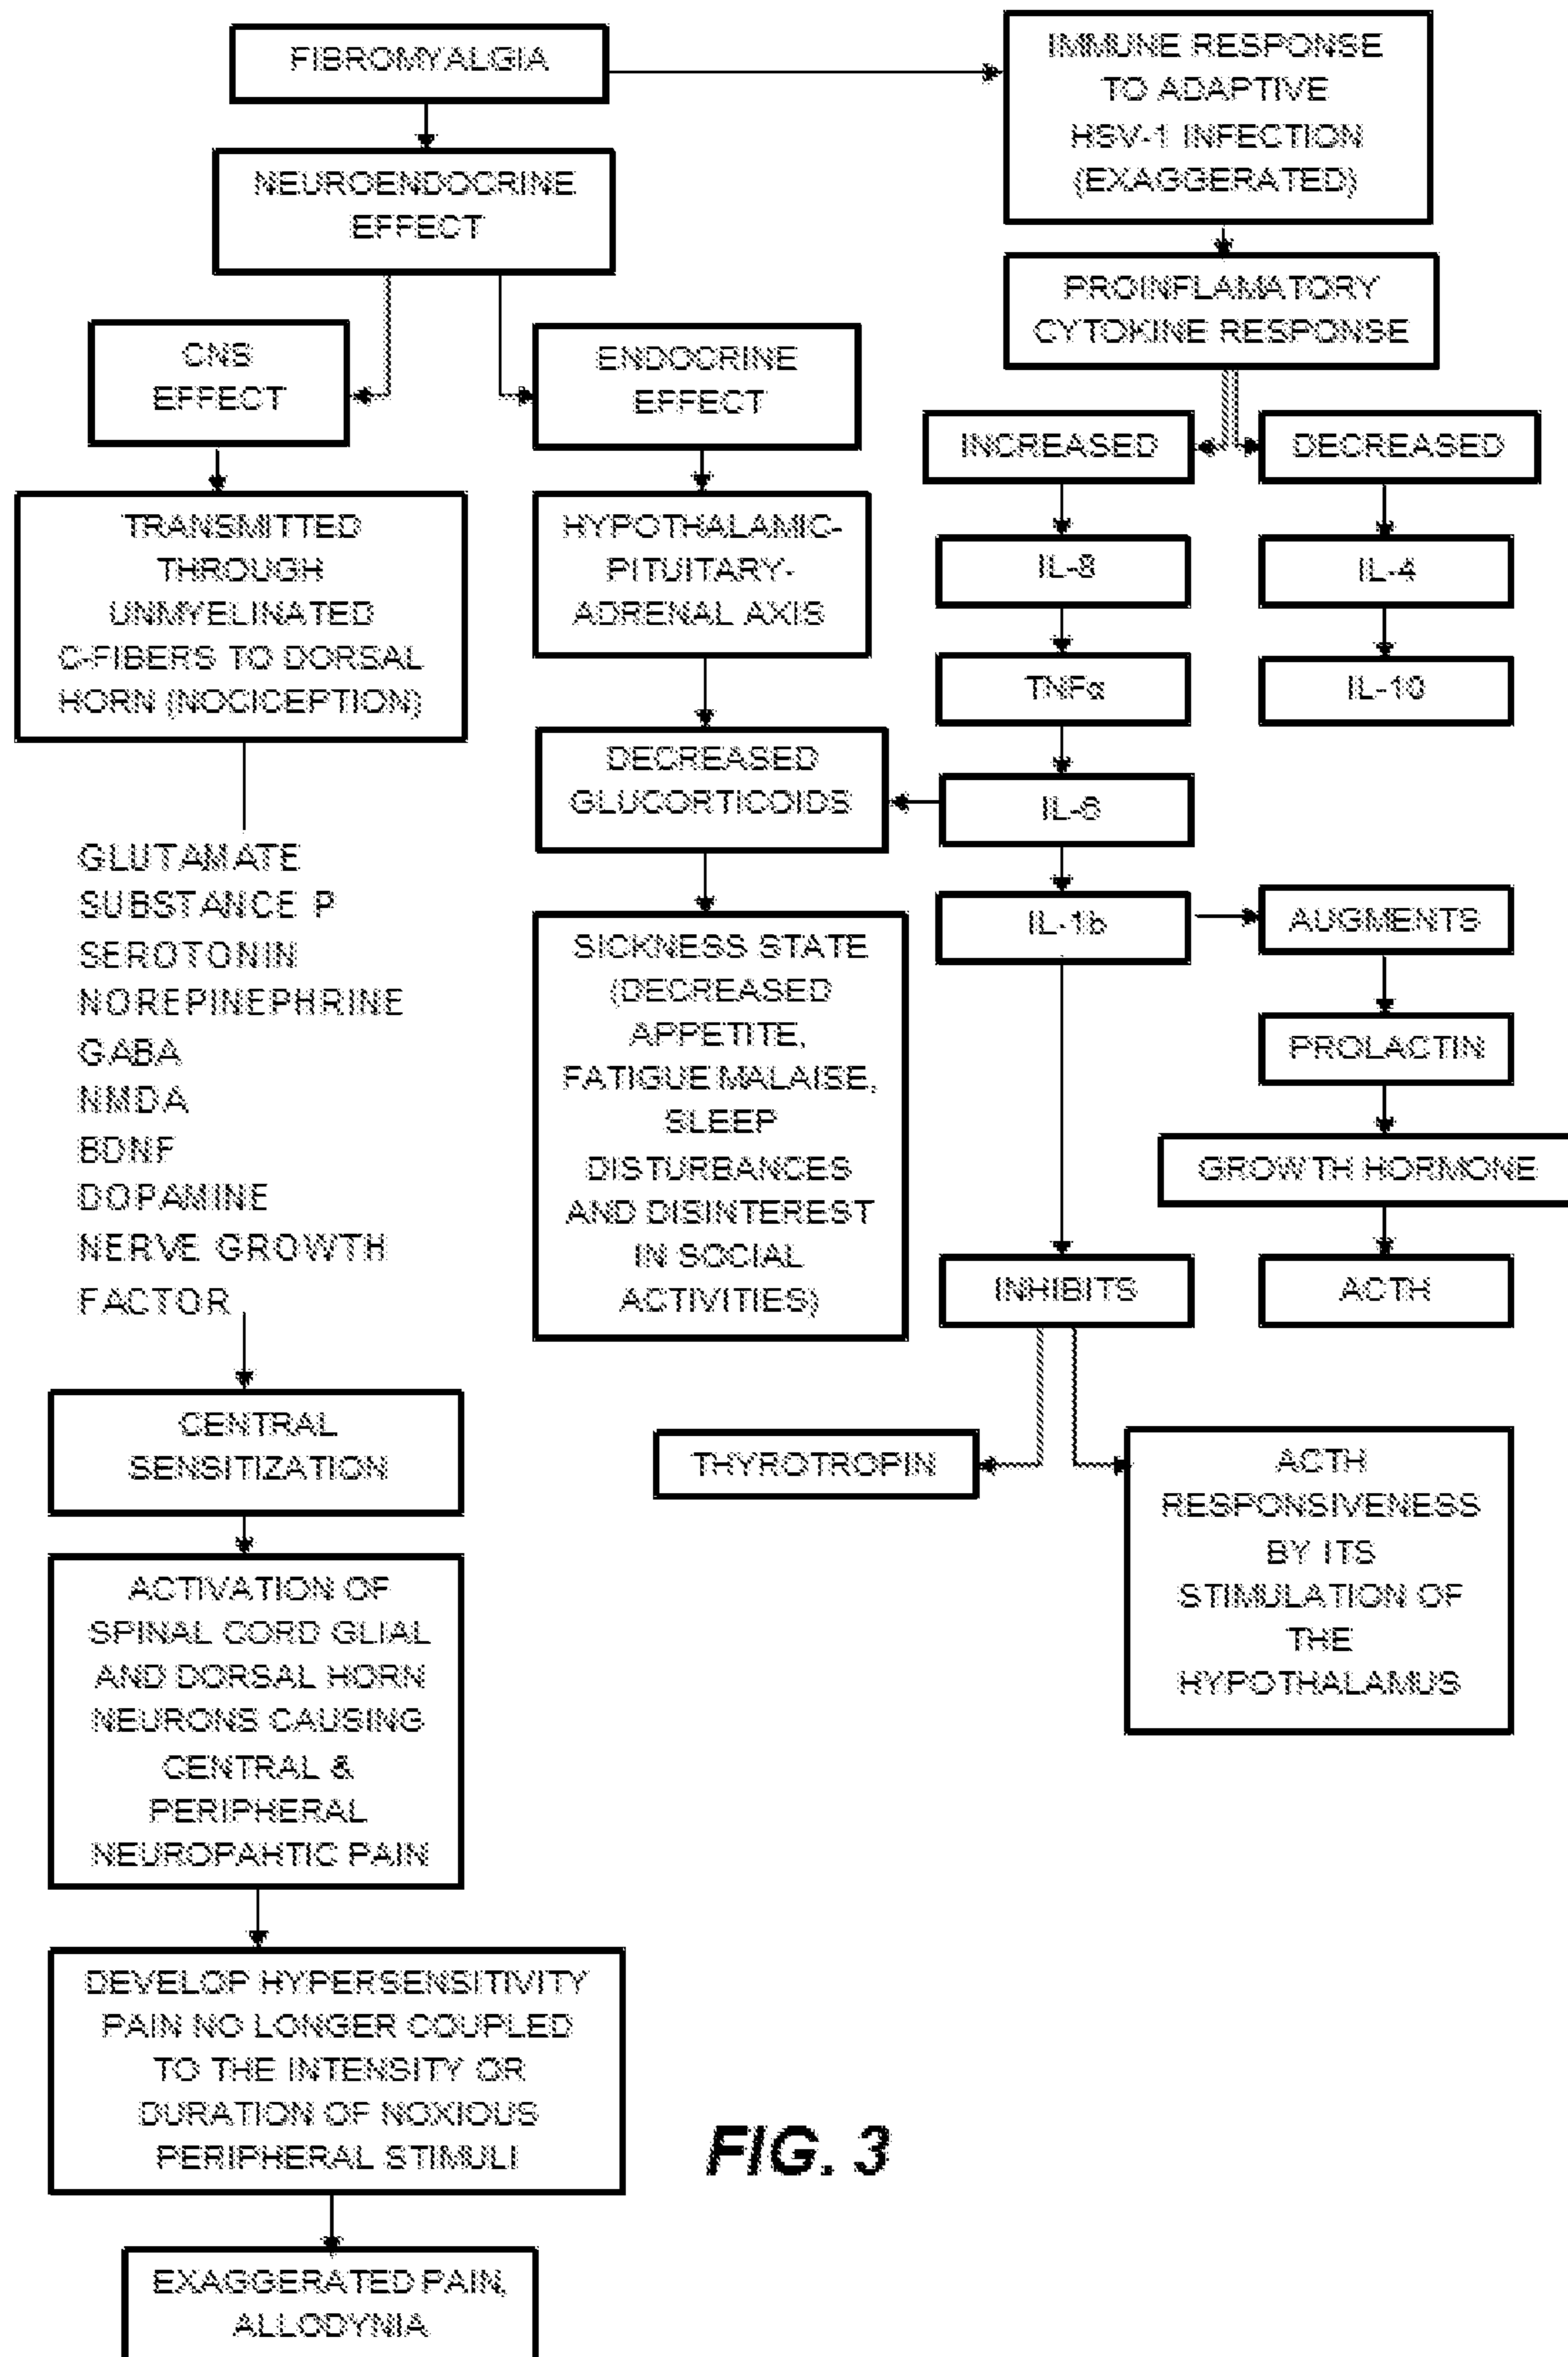 FIBROMYALGIA
IMMUNE RESPONSE
TO ADAPTIVE
HSV-1 INFECTION
(EXAGGERATED)
NEUROENDOCRINE
EFFECT
PROINFLAMATORY
CYTOKINE RESPONSE
CNS
EFFECT
ENDOCRINE
EFFECT
INCREASED
DECREASED
TRANSMITTED
THROUGH
UNMYELINATED
C-FIBERS TO DORSAL
HORN (NOCICEPTION)
HYPOTHALAMIC-
PITUITARY-
ADRENAL AXIS
IL-8
IL-4
TNFα
IL-10
DECREASED
GLUCORTICOIDS
IL-6
GLUTAMATE
SUBSTANCE P
SEROTONIN
NOREPINEPHRINE
GABA
NMDA
BDNF
DOPAMINE
NERVE GROWTH
FACTOR
SICKNESS STATE
(DECREASED
APPETITE,
FATIGUE MALAISE,
SLEEP
DISTURBANCES
AND DISINTEREST
IN SOCIAL
ACTIVITIES)
IL-1b
AUGMENTS
PROLACTIN
GROWTH HORMONE
INHIBITS
ACTH
CENTRAL
SENSITIZATION
THYROTROPIN
ACTH
RESPONSIVENESS
BY ITS
STIMULATION OF
THE
HYPOTHALAMUS
ACTIVATION OF
SPINAL CORD GLIAL
AND DORSAL HORN
NEURONS CAUSING
CENTRAL &
PERIPHERAL
NEUROPAHTIC PAIN
DEVELOP HYPERSENSITIVITY
PAIN NO LONGER COUPLED
TO THE INTENSITY OR
DURATION OF NOXIOUS
PERIPHERAL STIMULI
FIG. 3
EXAGGERATED PAIN,
ALLODYNIA